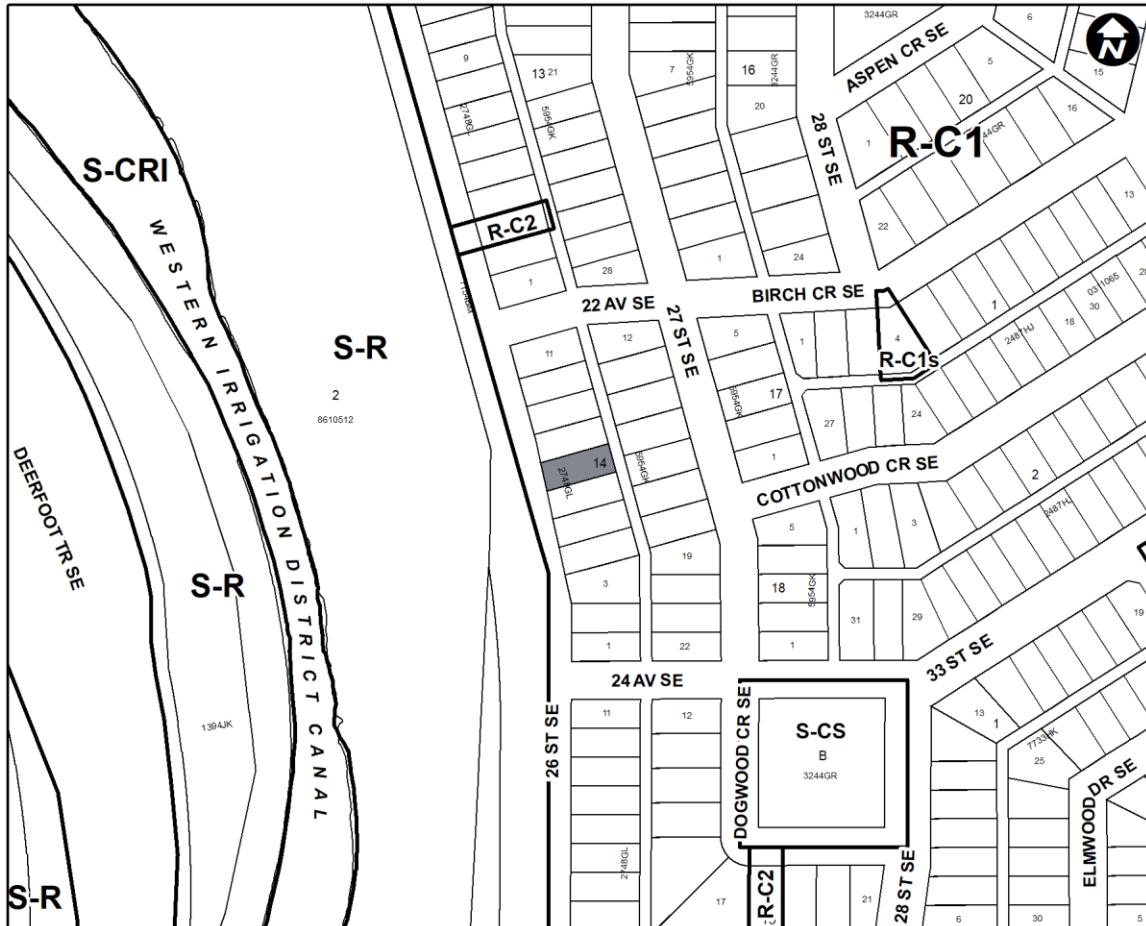 3244GR
6
N
ASPEN CR SE
9
13
21
7
5954GK
16
3244GR
5
15
2748GL
5954GK
20
20
16
28 ST SE
1
R-C1
S-CRI
R-C2
22
13
1
28
1
24
WESTERN IRRIGATION DISTRICT CANAL
22 AV SE
BIRCH CR SE
27 ST SE
1
0311065
30
18
2487HJ
S-R
11
12
5
1
4
R-C1s
2
8610512
5954GK
17
27
24
DEERFOOT TR SE
14
2748GL
5954GK
1
COTTONWOOD CR SE
2
2487HJ
5
1
3
19
S-R
3
18
5954GK
31
29
19
1
22
1
33 ST SE
24 AV SE
1394JK
11
12
26 ST SE
DOGWOOD CR SE
S-CS
B
3244GR
13
1
7733HK
25
ELMWOOD DR SE
2748GL
S-R
17
R-C2
21
28 ST SE
6
30
5